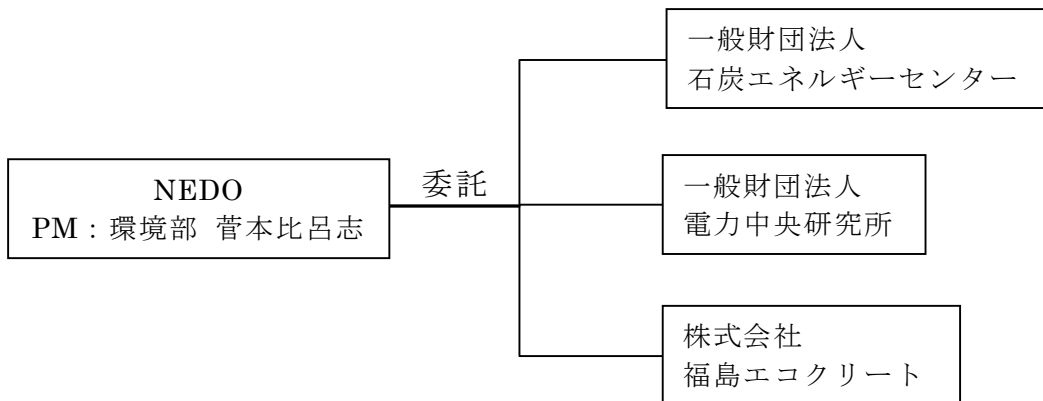 NEDO
PM：環境部 菅本比呂志
委託
一般財団法人
石炭エネルギーセンター
一般財団法人
電力中央研究所
株式会社
福島エコクリート